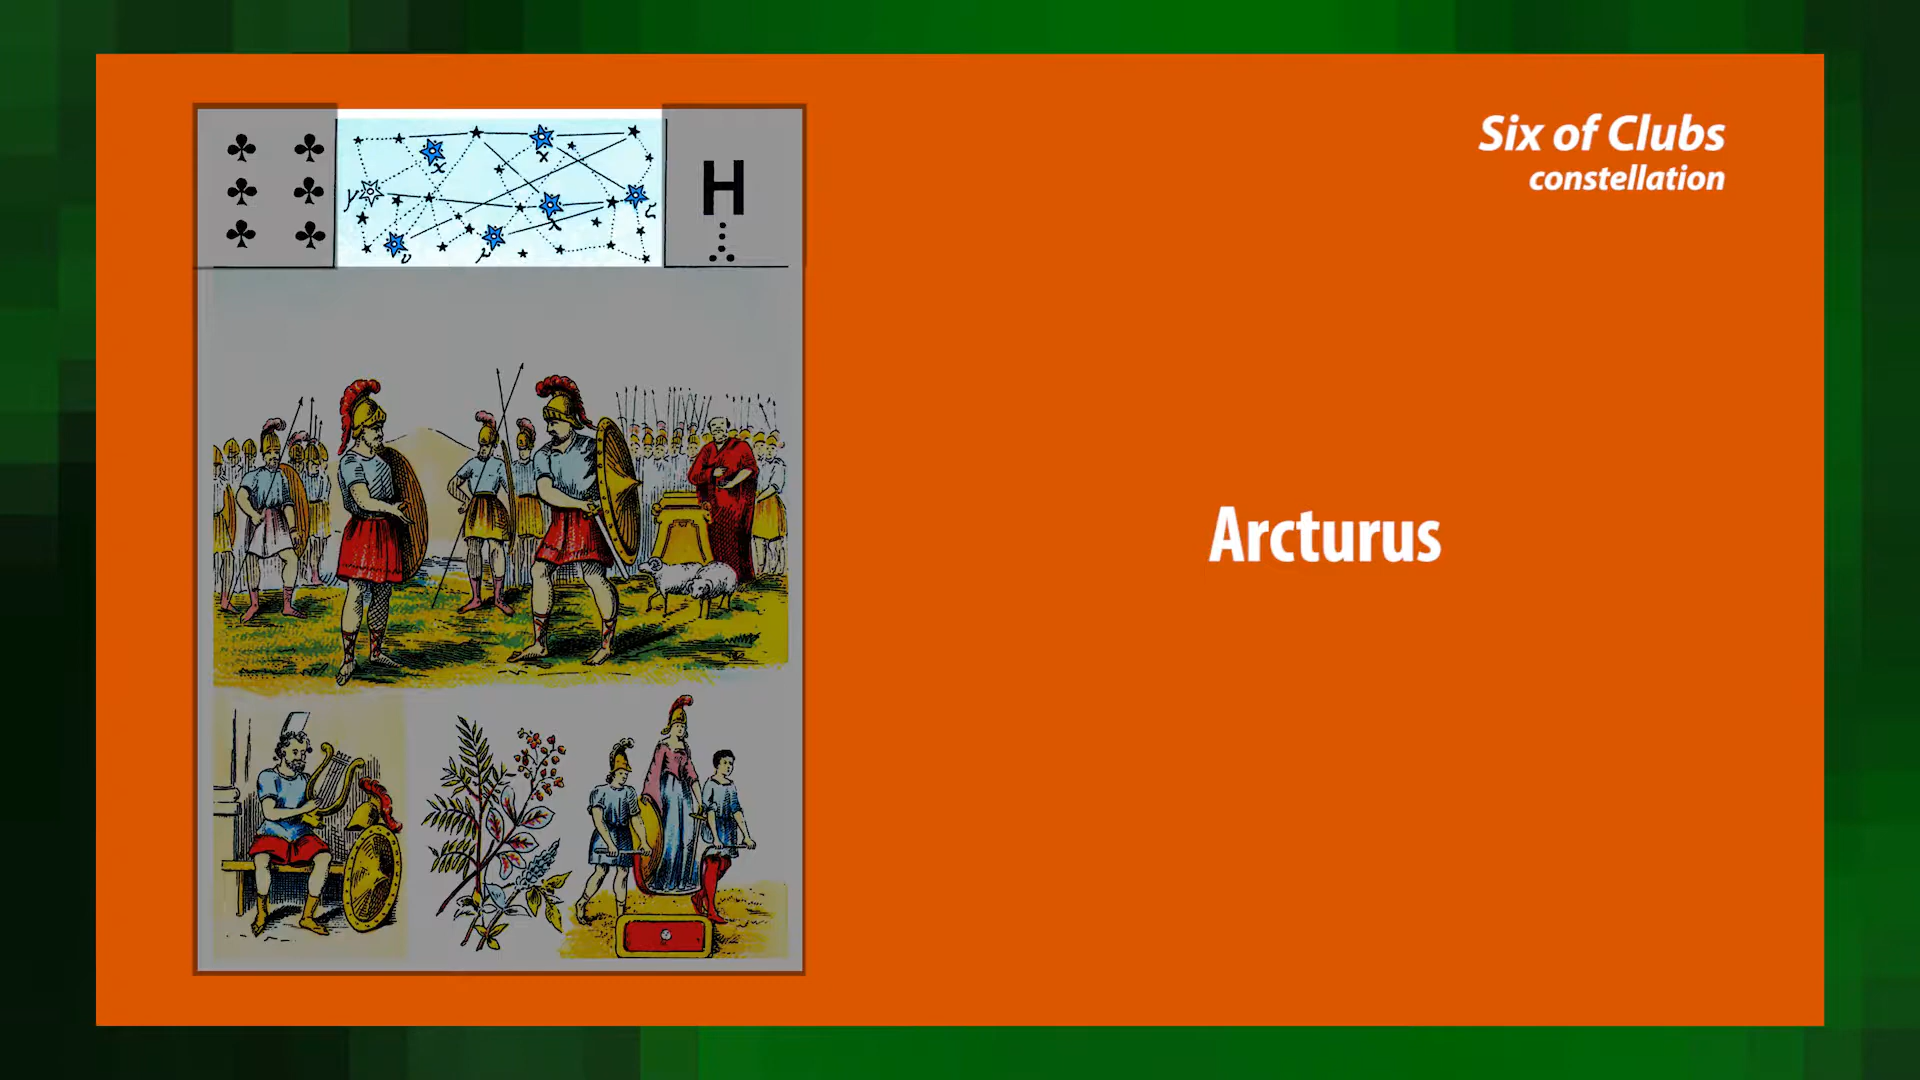 Six of Clubs
constellation
H
x
x
y
x
υ
Arcturus